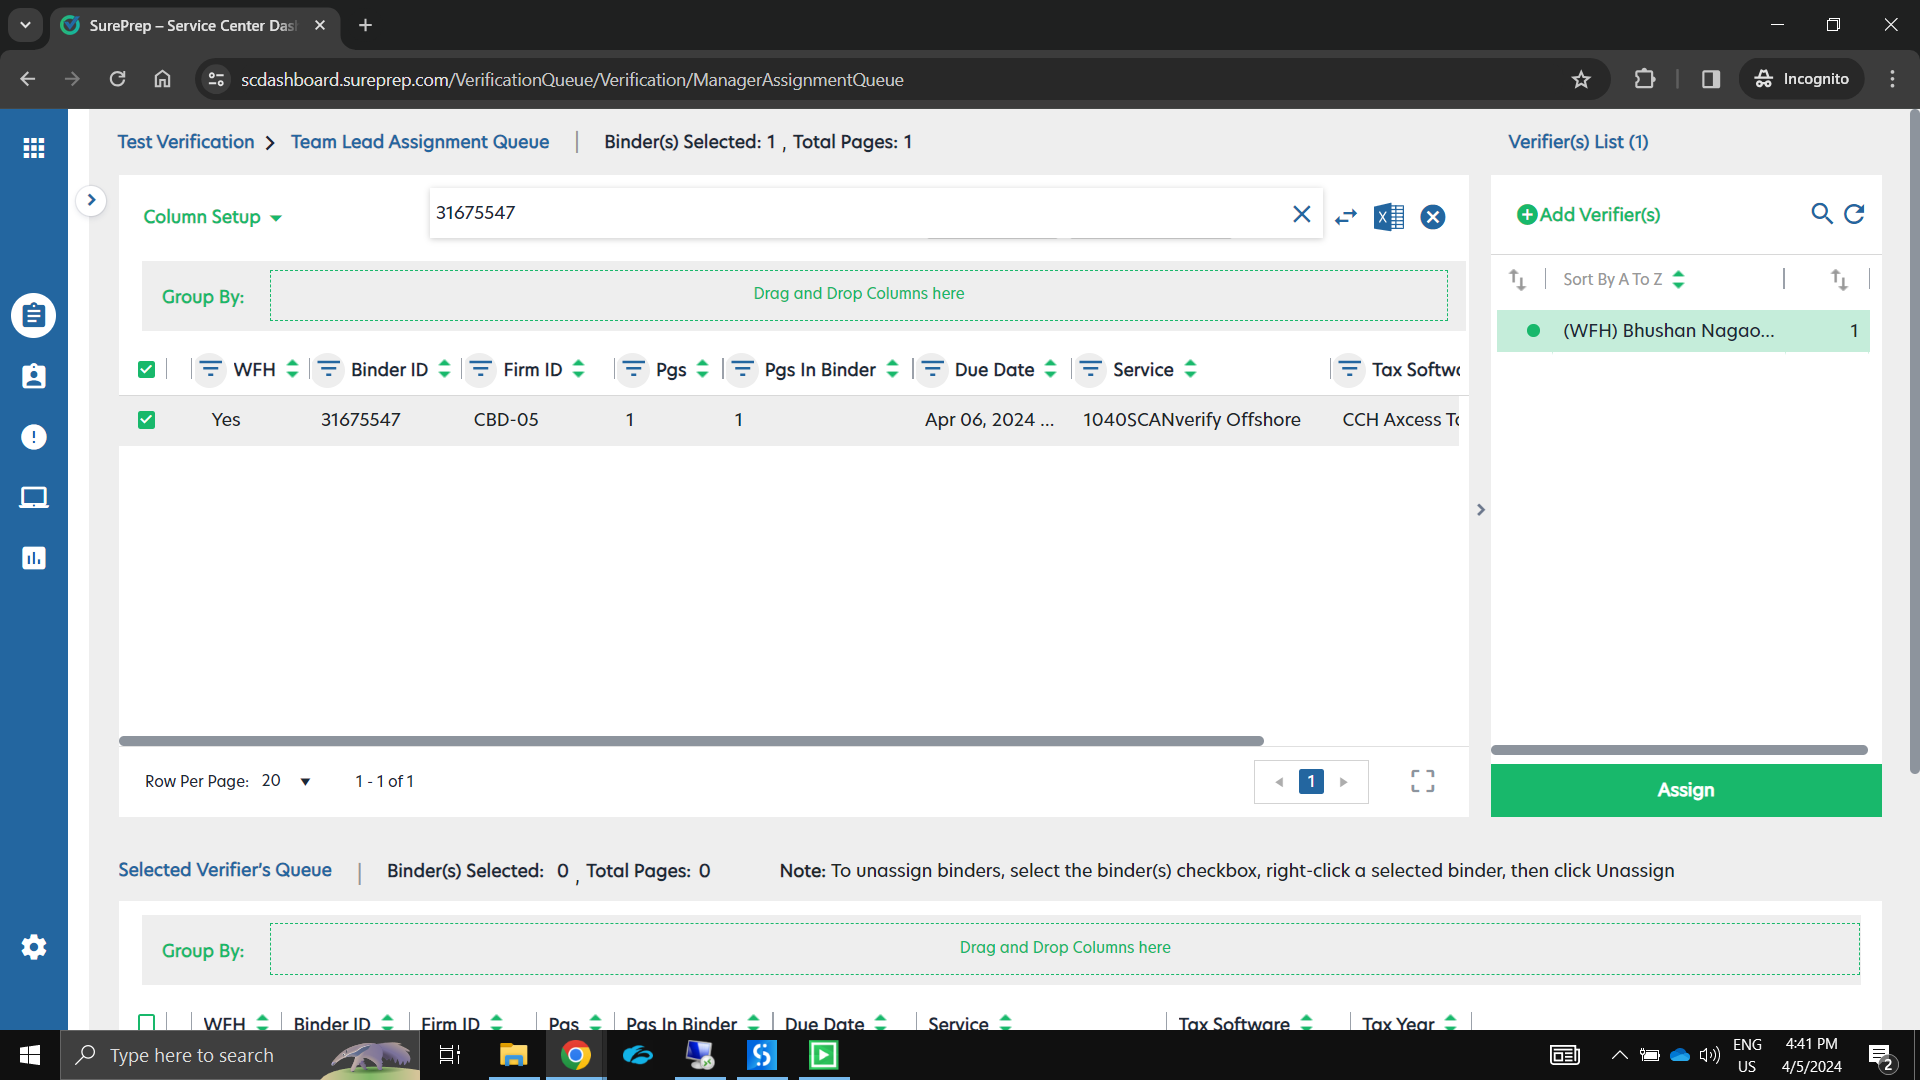 SurePrep – Service Center Das
scdashboard.sureprep.com/VerificationQueue/Verification/ManagerAssignmentQueue
Incognito
Test Verification > Team Lead Assignment Queue | Binder(s) Selected: 1 , Total Pages: 1
Verifier(s) List (1)
Column Setup
31675547
Add Verifier(s)
Group By:
Drag and Drop Columns here
Sort By A To Z
(WFH) Bhushan Nagao... 1
WFH Binder ID Firm ID Pgs Pgs In Binder Due Date Service Tax Softw
Yes 31675547 CBD-05 1 1 Apr 06, 2024 ... 1040SCANverify Offshore CCH Axcess T
Row Per Page: 20 1 - 1 of 1
1
Assign
Selected Verifier's Queue | Binder(s) Selected: 0 , Total Pages: 0
Note: To unassign binders, select the binder(s) checkbox, right-click a selected binder, then click Unassign
Group By:
Drag and Drop Columns here
WFH Binder ID Firm ID Pgs Pgs In Binder Due Date Service Tax Software Tax Year
Type here to search
ENG
US
4:41 PM
4/5/2024
2